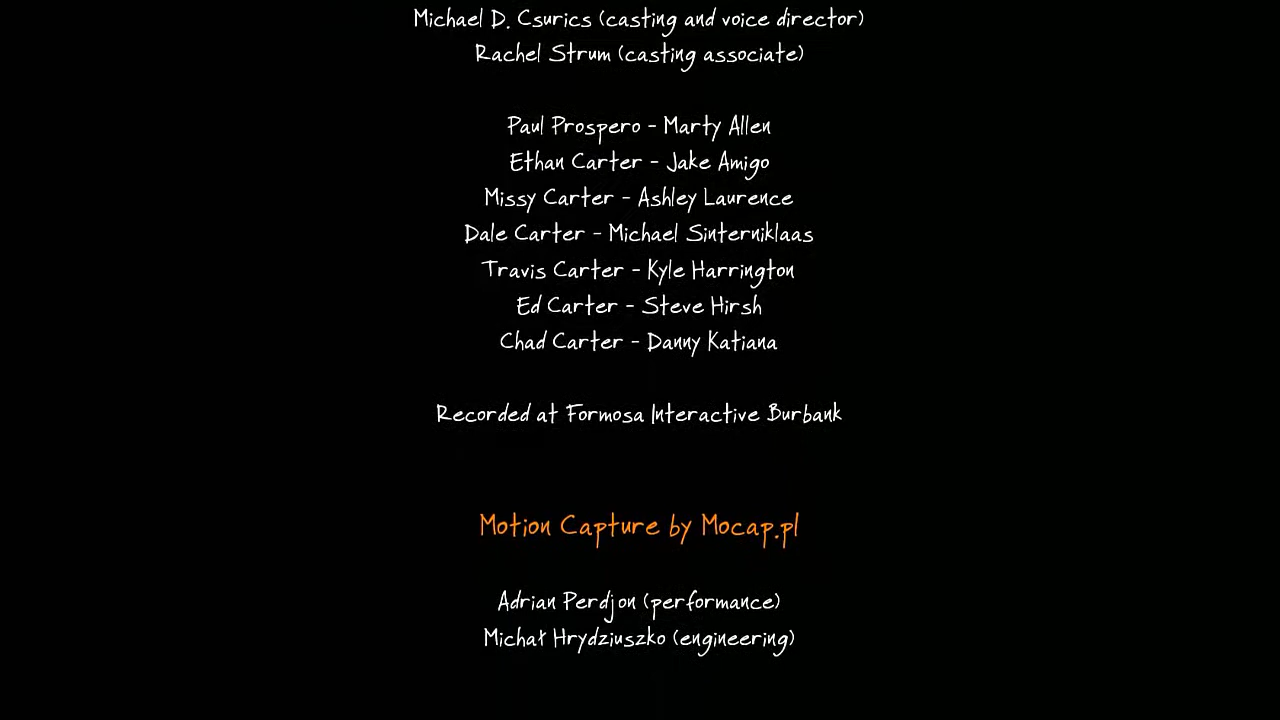 Michael D. Csurics (casting and voice director)
Rachel Strum (casting associate)
Paul Prospero - Marty Allen
Ethan Carter - Jake Amigo
Missy Carter - Ashley Laurence
Dale Carter - Michael Sinterniklaas
Travis Carter - Kyle Harrington
Ed Carter - Steve Hirsh
Chad Carter - Danny Katiana
Recorded at Formosa Interactive Burbank
Motion Capture by Mocap.pl
Adrian Perdjon (performance)
Michał Hrydziuszko (engineering)